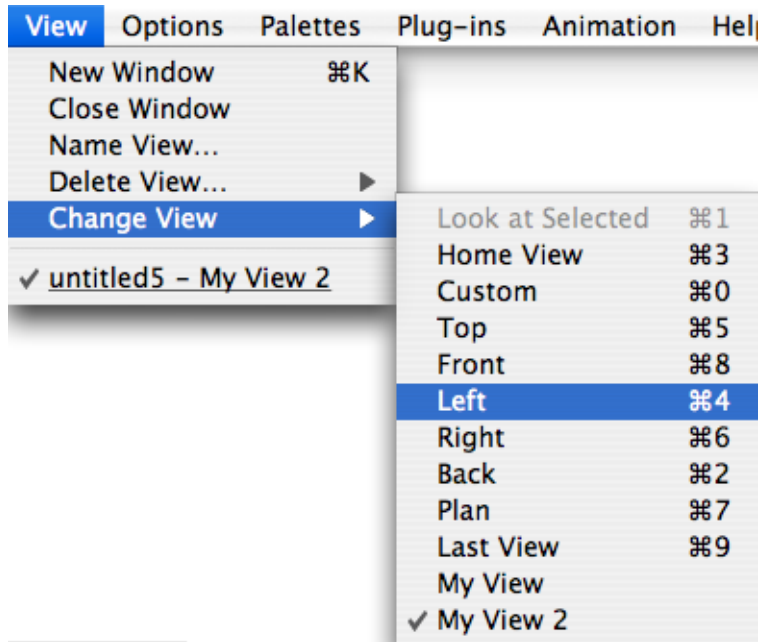 View Options Palettes Plug-ins Animation Hel
New Window ⌘K
Close Window
Name View...
Delete View...
Change View
✓ untitled5 – My View 2
Look at Selected ⌘1
Home View ⌘3
Custom ⌘0
Top ⌘5
Front ⌘8
Left ⌘4
Right ⌘6
Back ⌘2
Plan ⌘7
Last View ⌘9
My View
✓ My View 2